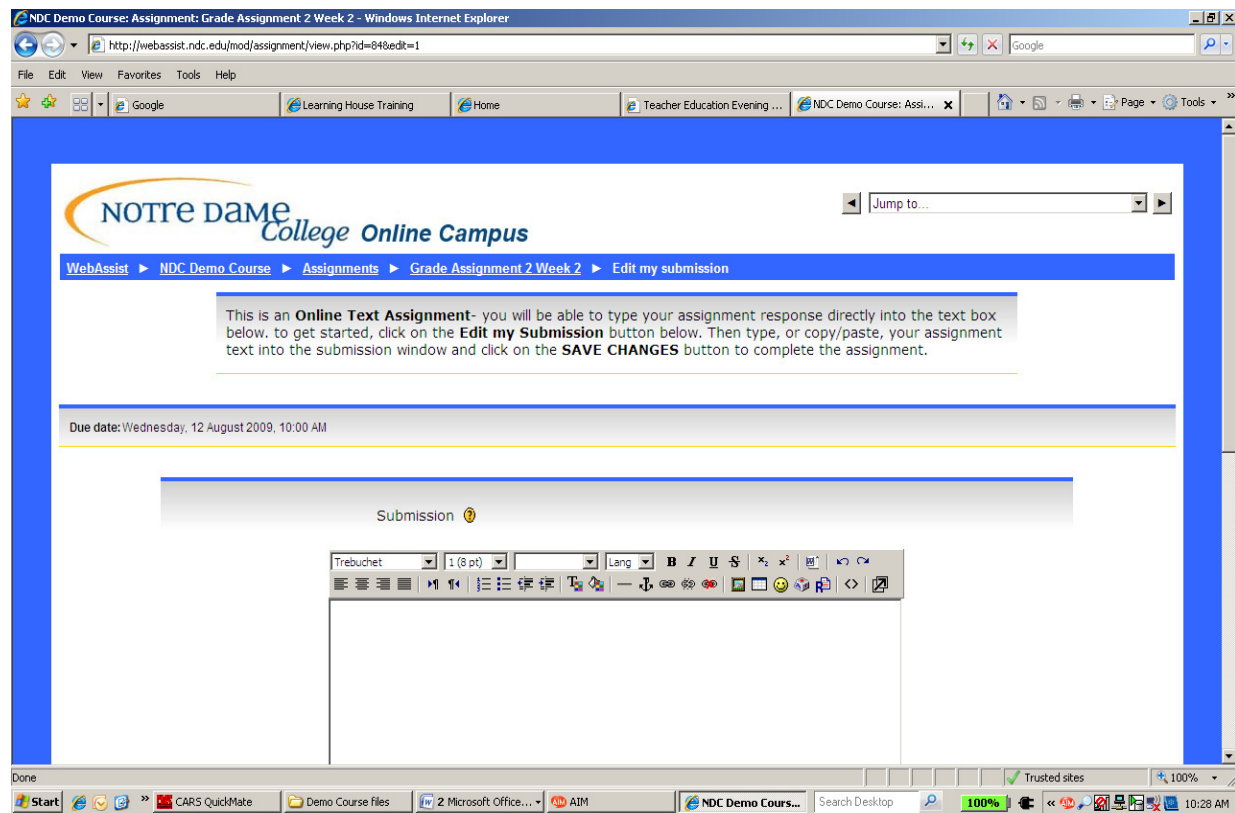 NDC Demo Course: Assignment: Grade Assignment 2 Week 2 - Windows Internet Explorer
http://webassist.ndc.edu/mod/assignment/view.php?id=84&edit=1
Google
File Edit View Favorites Tools Help
Google Learning House Training Home Teacher Education Evening ... NDC Demo Course: Assi... Page Tools
NOTRE DAME
College Online Campus
Jump to...
WebAssist ► NDC Demo Course ► Assignments ► Grade Assignment 2 Week 2 ► Edit my submission
This is an Online Text Assignment- you will be able to type your assignment response directly into the text box
below. to get started, click on the Edit my Submission button below. Then type, or copy/paste, your assignment
text into the submission window and click on the SAVE CHANGES button to complete the assignment.
Due date: Wednesday, 12 August 2009, 10:00 AM
Submission
Trebuchet 1 (8 pt) Lang B I U S x₂ x²
Done Trusted sites 100%
Start CARS QuickMate Demo Course files 2 Microsoft Office... AIM NDC Demo Cours... Search Desktop 100% 10:28 AM